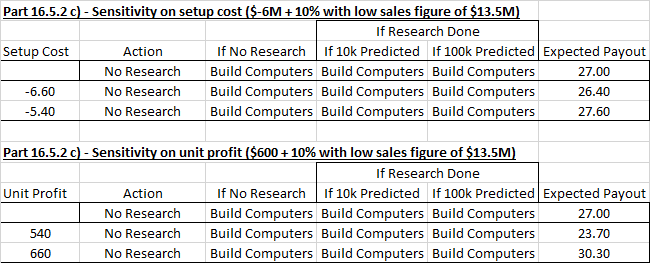 Part 16.5.2 c) - Sensitivity on setup cost ($-6M + 10% with low sales figure of $13.5M)
If Research Done
Setup Cost Action If No Research If 10k Predicted If 100k Predicted Expected Payout
No Research Build Computers Build Computers Build Computers 27.00
-6.60 No Research Build Computers Build Computers Build Computers 26.40
-5.40 No Research Build Computers Build Computers Build Computers 27.60
Part 16.5.2 c) - Sensitivity on unit profit ($600 + 10% with low sales figure of $13.5M)
If Research Done
Unit Profit Action If No Research If 10k Predicted If 100k Predicted Expected Payout
No Research Build Computers Build Computers Build Computers 27.00
540 No Research Build Computers Build Computers Build Computers 23.70
660 No Research Build Computers Build Computers Build Computers 30.30